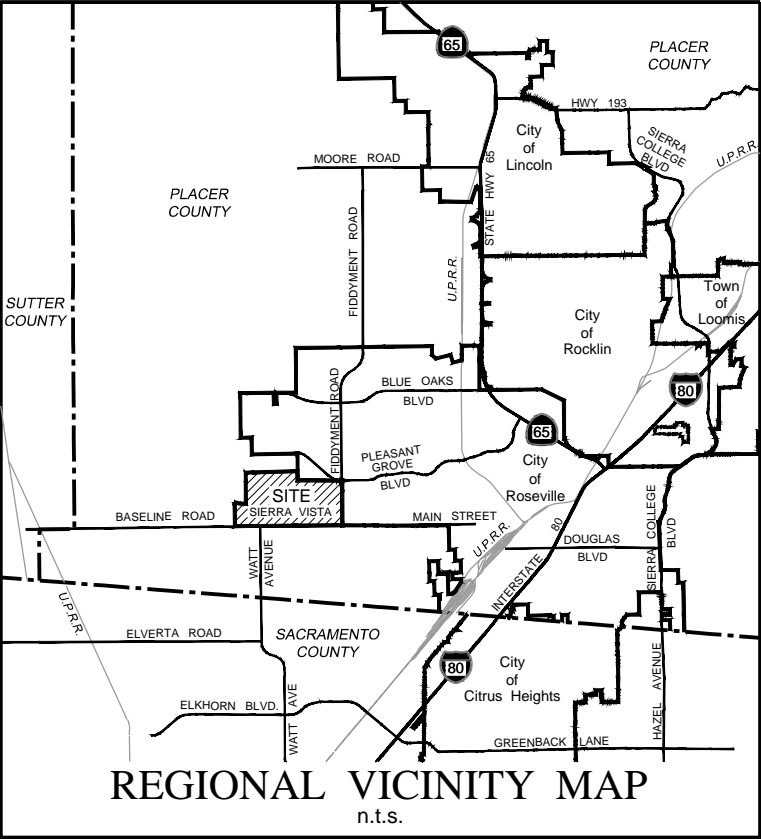 65
PLACER
COUNTY
HWY 193
City
of
Lincoln
SIERRA
COLLEGE
BLVD
U.P.R.R.
MOORE ROAD
STATE HWY 65
PLACER
COUNTY
FIDDYMENT ROAD
U.P.R.R.
SUTTER
COUNTY
Town
of
Loomis
City
of
Rocklin
80
BLUE OAKS
BLVD
FIDDYMENT ROAD
65
PLEASANT
GROVE
BLVD
City
of
Roseville
SITE
SIERRA VISTA
BASELINE ROAD
MAIN STREET
U.P.R.R.
INTERSTATE 80
DOUGLAS
BLVD
SIERRA COLLEGE
BLVD
WATT
AVENUE
U.P.R.R.
ELVERTA ROAD
SACRAMENTO
COUNTY
80
City
of
Citrus Heights
HAZEL AVENUE
ELKHORN BLVD.
WATT AVE
GREENBACK LANE
REGIONAL VICINITY MAP
n.t.s.